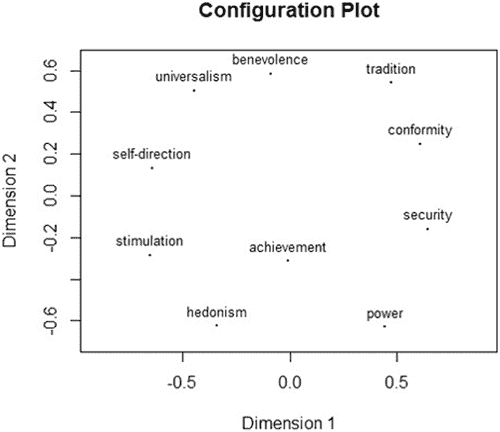 Configuration Plot
benevolence
tradition
universalism
conformity
self-direction
security
stimulation
achievement
hedonism
power
0.6
0.4
0.2
0.0
-0.2
-0.6
Dimension 2
-0.5
0.0
0.5
Dimension 1